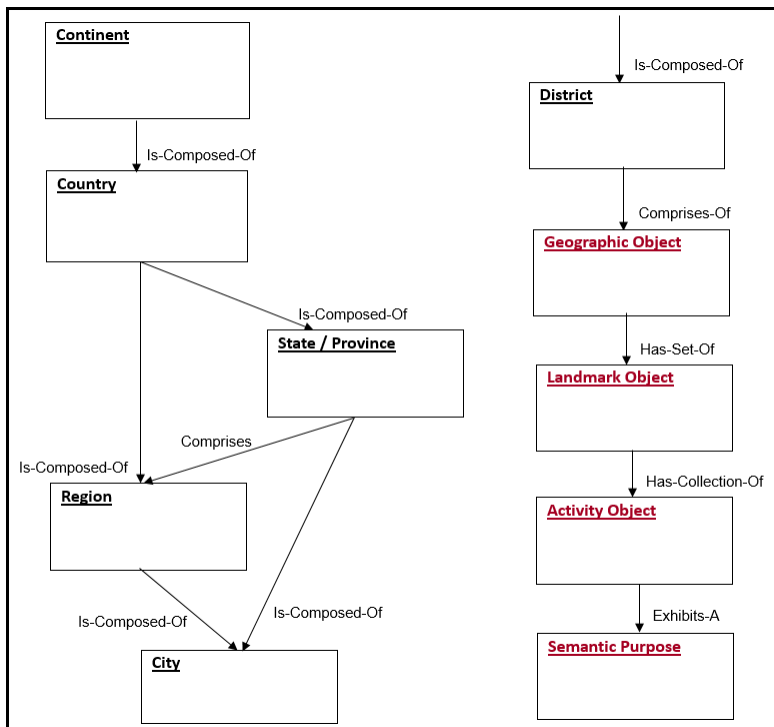 Continent
Is-Composed-Of
Country
Is-Composed-Of
State / Province
Comprises
Is-Composed-Of
Region
Is-Composed-Of
Is-Composed-Of
City
Is-Composed-Of
District
Comprises-Of
Geographic Object
Has-Set-Of
Landmark Object
Has-Collection-Of
Activity Object
Exhibits-A
Semantic Purpose